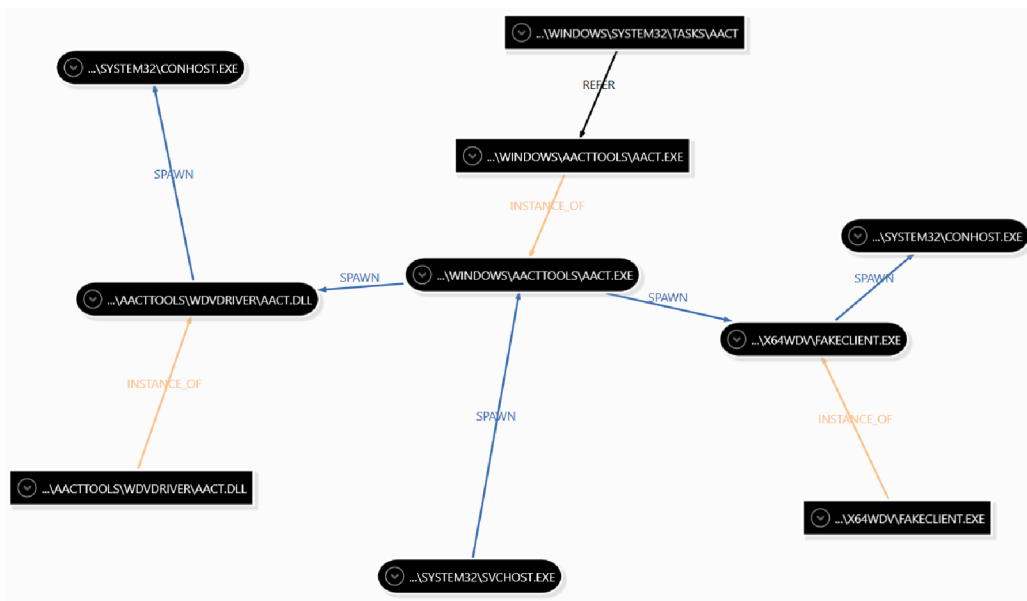 ...\WINDOWS\SYSTEM32\TASKS\AACT
...\SYSTEM32\CONHOST.EXE
REFER
...\WINDOWS\AACTTOOLS\AACT.EXE
SPAWN
INSTANCE_OF
...\SYSTEM32\CONHOST.EXE
...\WINDOWS\AACTTOOLS\AACT.EXE
SPAWN
SPAWN
SPAWN
...\AACTTOOLS\WDVDRIVER\AACT.DLL
...\X64WDV\FAKECLIENT.EXE
INSTANCE_OF
SPAWN
INSTANCE_OF
...\AACTTOOLS\WDVDRIVER\AACT.DLL
...\X64WDV\FAKECLIENT.EXE
...\SYSTEM32\SVCHOST.EXE